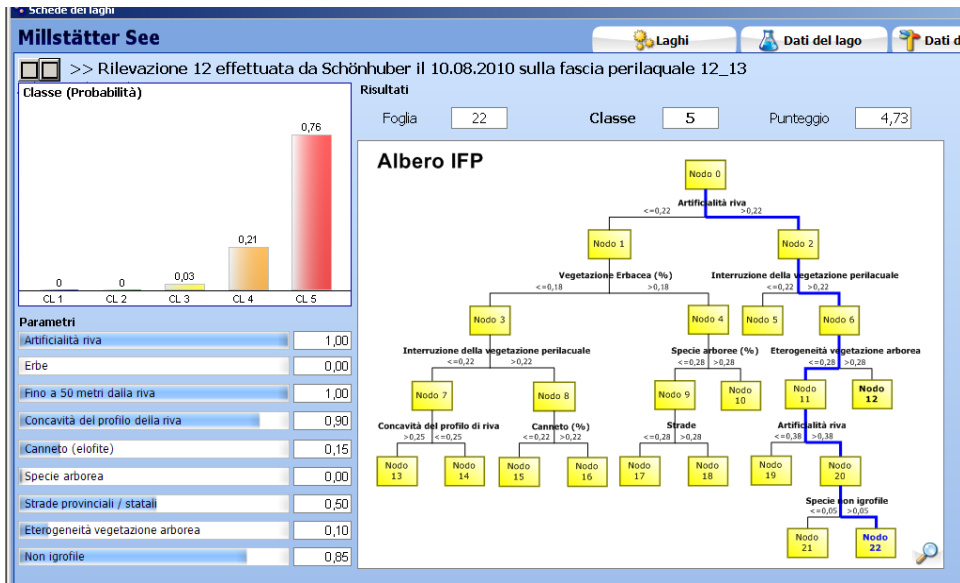 Schede dei laghi
Millstätter See
Laghi
Dati del lago
Dati d
>> Rilevazione 12 effettuata da Schönhuber il 10.08.2010 sulla fascia perilaquale 12_13
Classe (Probabilità)
0,76
0,21
0,03
0 0
CL 1 CL 2 CL 3 CL 4 CL 5
Risultati
Foglia 22 Classe 5 Punteggio 4,73
Parametri
Artificialità riva 1,00
Erbe 0,00
Fino a 50 metri dalla riva 1,00
Concavità del profilo della riva 0,90
Canneto (elofite) 0,15
Specie arborea 0,00
Strade provinciali / statali 0,50
Eterogeneità vegetazione arborea 0,10
Non igrofile 0,85
Albero IFP
Nodo 0
Artificialità riva
<=0,22 >0,22
Nodo 1 Nodo 2
Vegetazione Erbacea (%) Interruzione della vegetazione perilacuale
<=0,18 >0,18 <=0,22 >0,22
Nodo 3 Nodo 4 Nodo 5 Nodo 6
Interruzione della vegetazione perilacuale Specie arboree (%) Eterogeneità vegetazione arborea
<=0,22 >0,22 <=0,28 >0,28 <=0,28 >0,28
Nodo 7 Nodo 8 Nodo 9 Nodo 10 Nodo 11 Nodo 12
Concavità del profilo di riva Canneto (%) Strade Artificialità riva
>0,25 <=0,25 <=0,22 >0,22 <=0,28 >0,28 <=0,38 >0,38
Nodo 13 Nodo 14 Nodo 15 Nodo 16 Nodo 17 Nodo 18 Nodo 19 Nodo 20
Specie non igrofile
<=0,05 >0,05
Nodo 21 Nodo 22